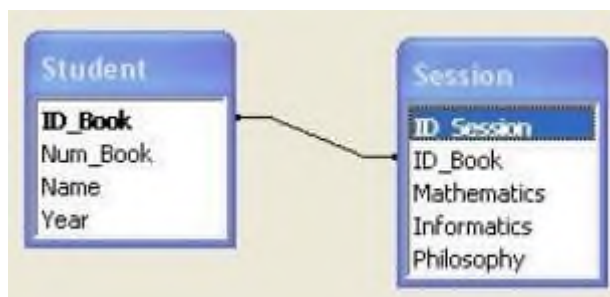 Student
ID_Book
Num_Book
Name
Year
Session
ID_Session
ID_Book
Mathematics
Informatics
Philosophy